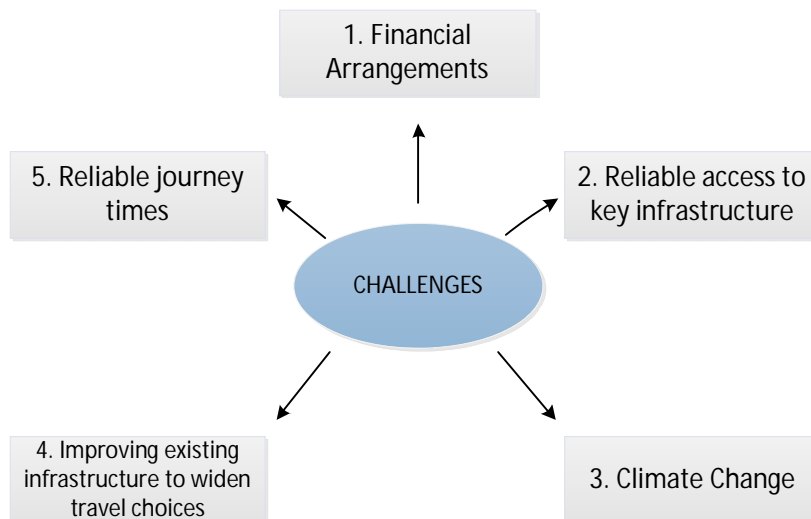 1. Financial
Arrangements
5. Reliable journey
times
2. Reliable access to
key infrastructure
CHALLENGES
4. Improving existing
infrastructure to widen
travel choices
3. Climate Change